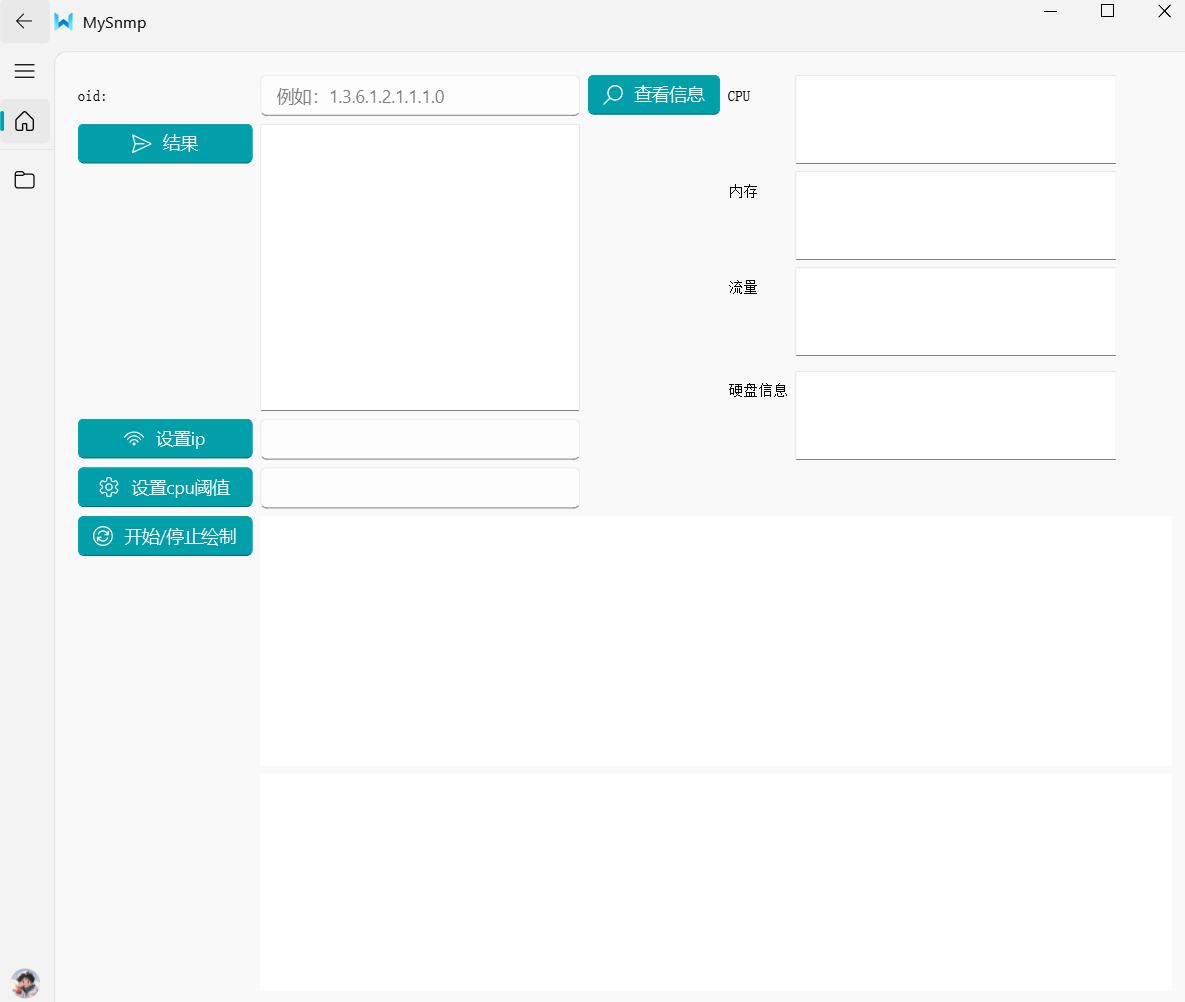 MySnmp
oid:
例如：1.3.6.1.2.1.1.1.0
查看信息
CPU
结果
内存
流量
硬盘信息
设置ip
设置cpu阈值
开始/停止绘制